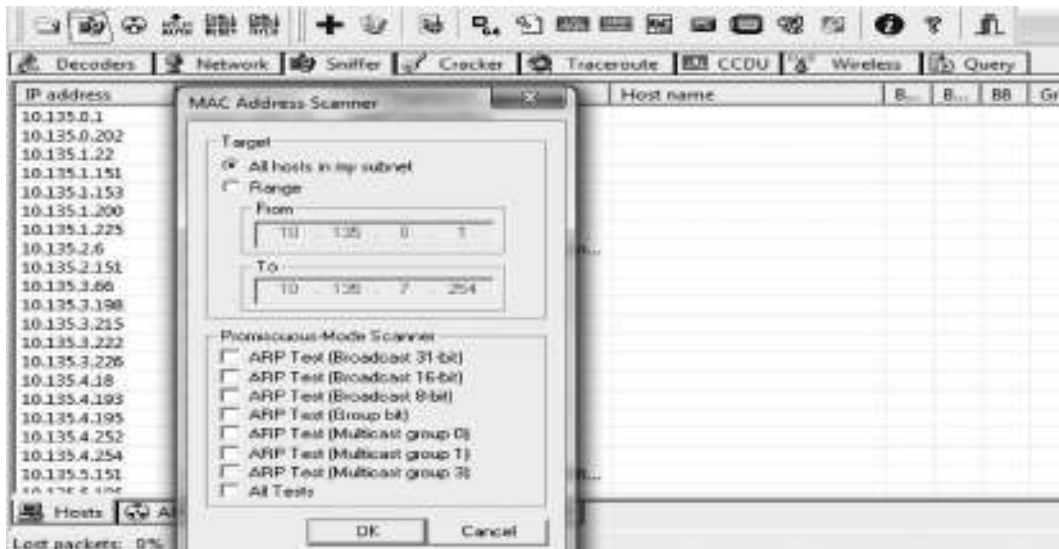 Decoders Network Sniffer Cracker Traceroute CCDU Wireless Query
IP address Host name B... B... B8 Gr
10.135.0.1
10.135.0.202
10.135.1.22
10.135.1.151
10.135.1.153
10.135.1.200
10.135.1.225
10.135.2.6
10.135.2.151
10.135.3.66
10.135.3.198
10.135.3.215
10.135.3.222
10.135.3.226
10.135.4.18
10.135.4.193
10.135.4.195
10.135.4.252
10.135.4.254
10.135.5.151
MAC Address Scanner
Target
All hosts in my subnet
Range
From
10 . 135 . 0 . 1
To
10 . 135 . 7 . 254
Promiscuous-Mode Scanner
ARP Test (Broadcast 31-bit)
ARP Test (Broadcast 16-bit)
ARP Test (Broadcast 8-bit)
ARP Test (Group bit)
ARP Test (Multicast group 0)
ARP Test (Multicast group 1)
ARP Test (Multicast group 3)
All Tests
OK Cancel
Hosts
Lost packets: 0%